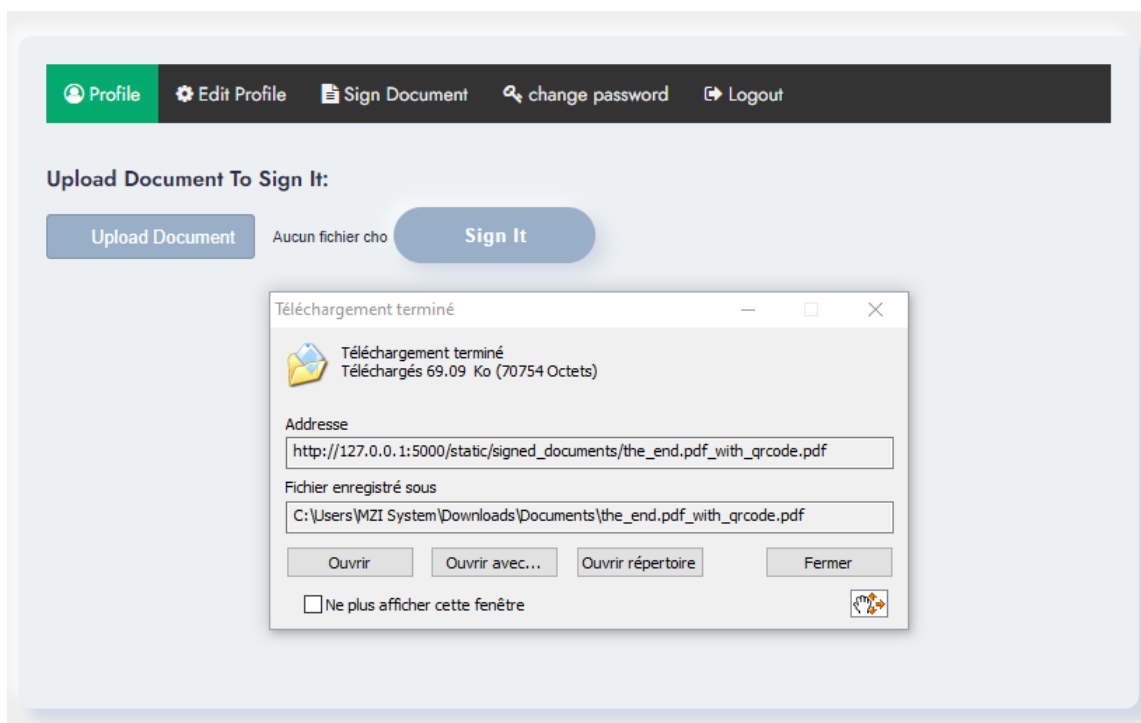 Profile Edit Profile Sign Document change password Logout
Upload Document To Sign It:
Upload Document Aucun fichier cho Sign It
Téléchargement terminé
Téléchargement terminé
Téléchargés 69.09 Ko (70754 Octets)
Addresse
http://127.0.0.1:5000/static/signed_documents/the_end.pdf_with_qrcode.pdf
Fichier enregistré sous
C:\Users\MZI System\Downloads\Documents\the_end.pdf_with_qrcode.pdf
Ouvrir Ouvrir avec... Ouvrir répertoire Fermer
Ne plus afficher cette fenêtre